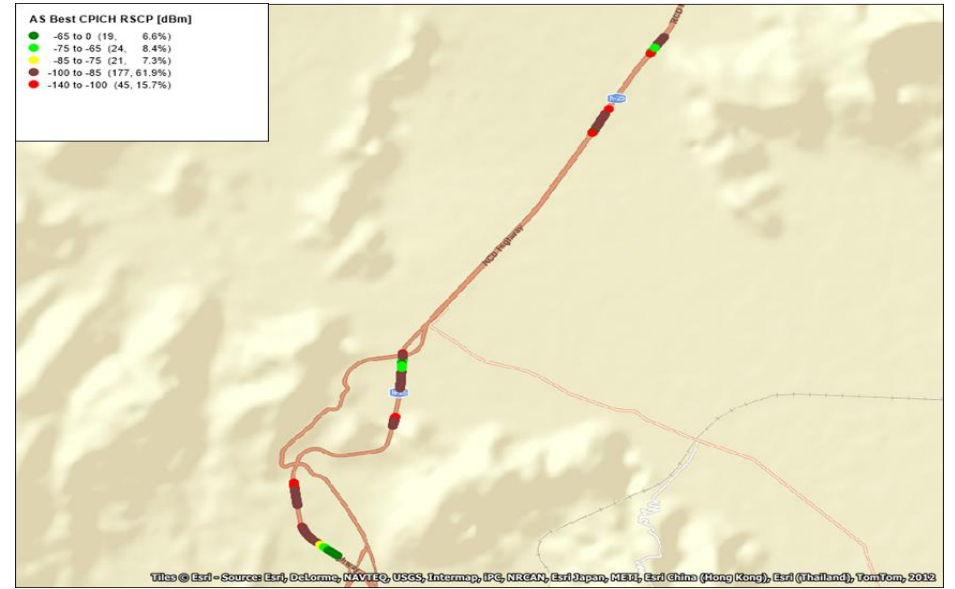 AS Best CPICH RSCP [dBm]
-65 to 0 (19, 6.6%)
-75 to -65 (24, 8.4%)
-85 to -75 (21, 7.3%)
-100 to -85 (177, 61.9%)
-140 to -100 (45, 15.7%)
Highway
Tiles © Esri - Source: Esri, DeLorme, NAVTEQ, USGS, Intermap, iPC, NRCAN, Esri Japan, METI, Esri China (Hong Kong), Esri (Thailand), TomTom, 2012